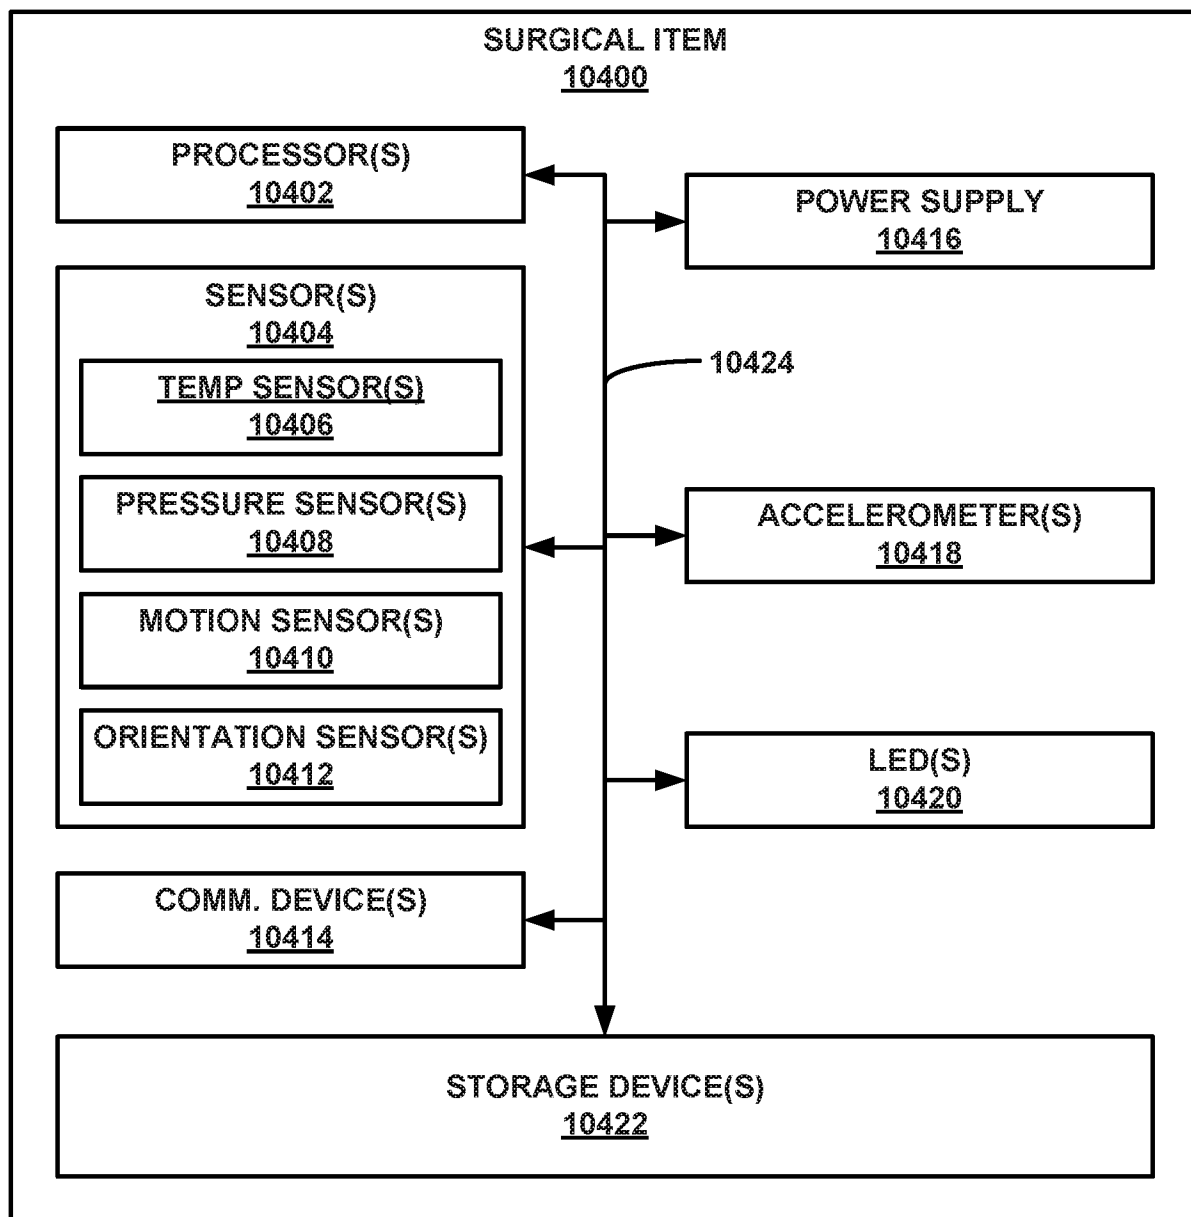 SURGICAL ITEM
10400
PROCESSOR(S)
10402
POWER SUPPLY
10416
SENSOR(S)
10404
TEMP SENSOR(S)
10406
10424
PRESSURE SENSOR(S)
10408
ACCELEROMETER(S)
10418
MOTION SENSOR(S)
10410
ORIENTATION SENSOR(S)
10412
LED(S)
10420
COMM. DEVICE(S)
10414
STORAGE DEVICE(S)
10422